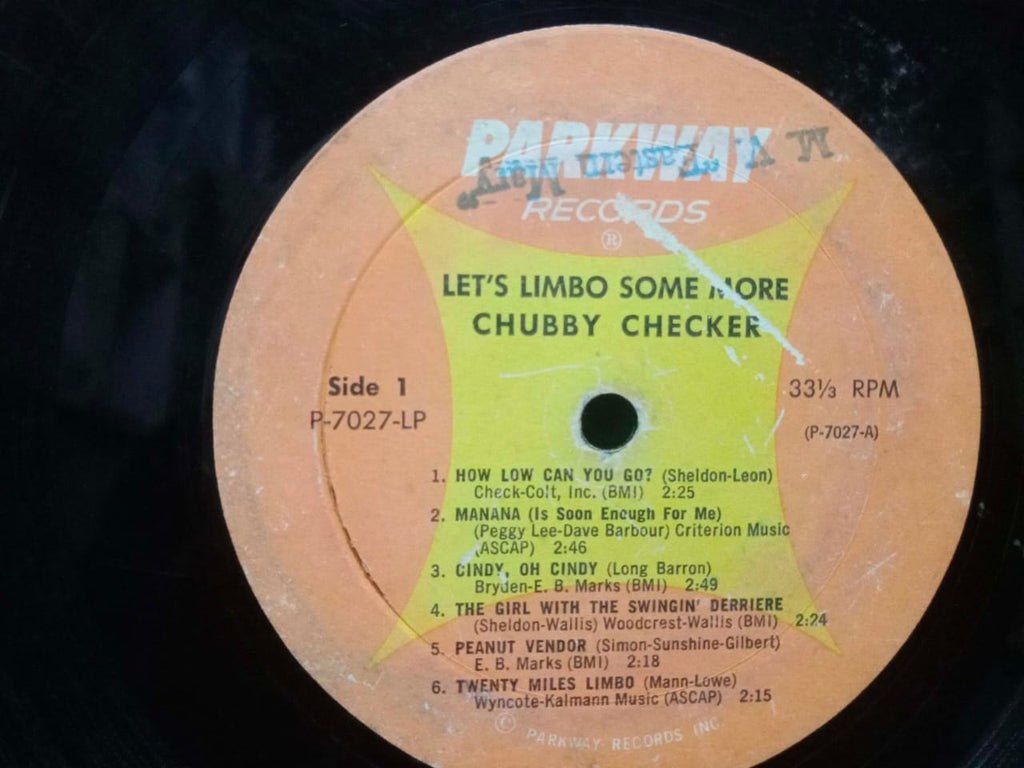 PARKWAY
M. V. "Eastern Mary"
RECORDS
®
LET'S LIMBO SOME MORE
CHUBBY CHECKER
Side 1
P-7027-LP
33⅓ RPM
(P-7027-A)
1. HOW LOW CAN YOU GO? (Sheldon-Leon)
Check-Colt, Inc. (BMI) 2:25
2. MANANA (Is Soon Enough For Me)
(Peggy Lee-Dave Barbour) Criterion Music
(ASCAP) 2:46
3. CINDY, OH CINDY (Long Barron)
Bryden-E. B. Marks (BMI) 2:49
4. THE GIRL WITH THE SWINGIN' DERRIERE
(Sheldon-Wallis) Woodcrest-Wallis (BMI) 2:24
5. PEANUT VENDOR (Simon-Sunshine-Gilbert)
E. B. Marks (BMI) 2:18
6. TWENTY MILES LIMBO (Mann-Lowe)
Wyncote-Kalmann Music (ASCAP) 2:15
© PARKWAY RECORDS INC